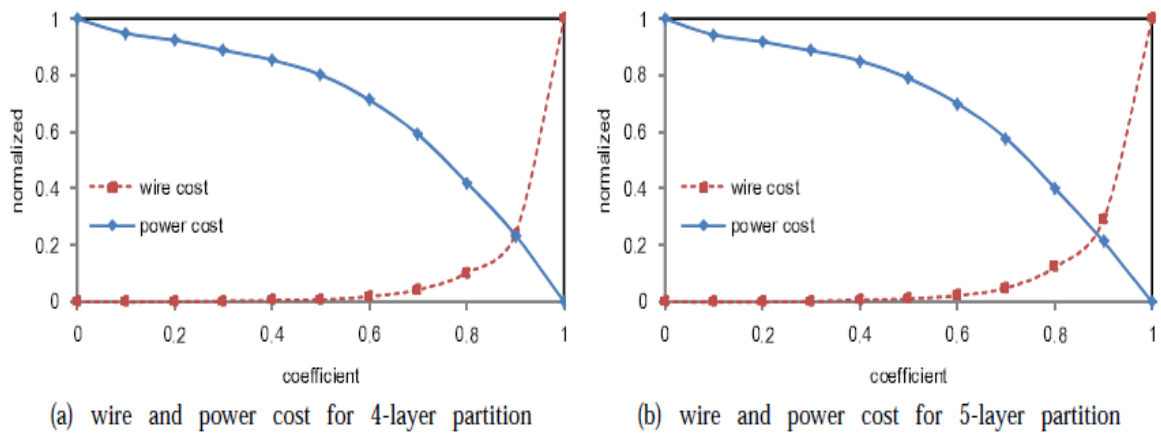 1
0.8
0.6
0.4
0.2
0
normalized
wire cost
power cost
0 0.2 0.4 0.6 0.8 1
coefficient
(a) wire and power cost for 4-layer partition
1
0.8
0.6
0.4
0.2
0
normalized
wire cost
power cost
0 0.2 0.4 0.6 0.8 1
coefficient
(b) wire and power cost for 5-layer partition